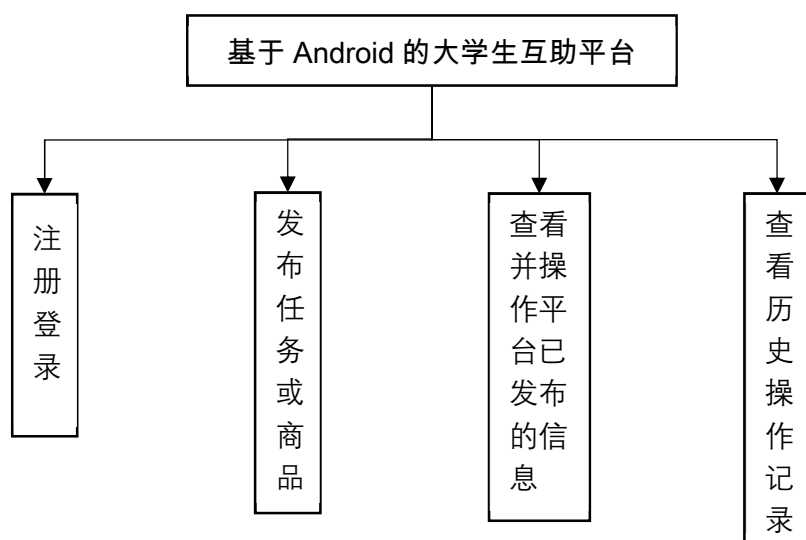 基于 Android 的大学生互助平台
注册登录
发布任务或商品
查看并操作平台已发布的信息
查看历史操作记录